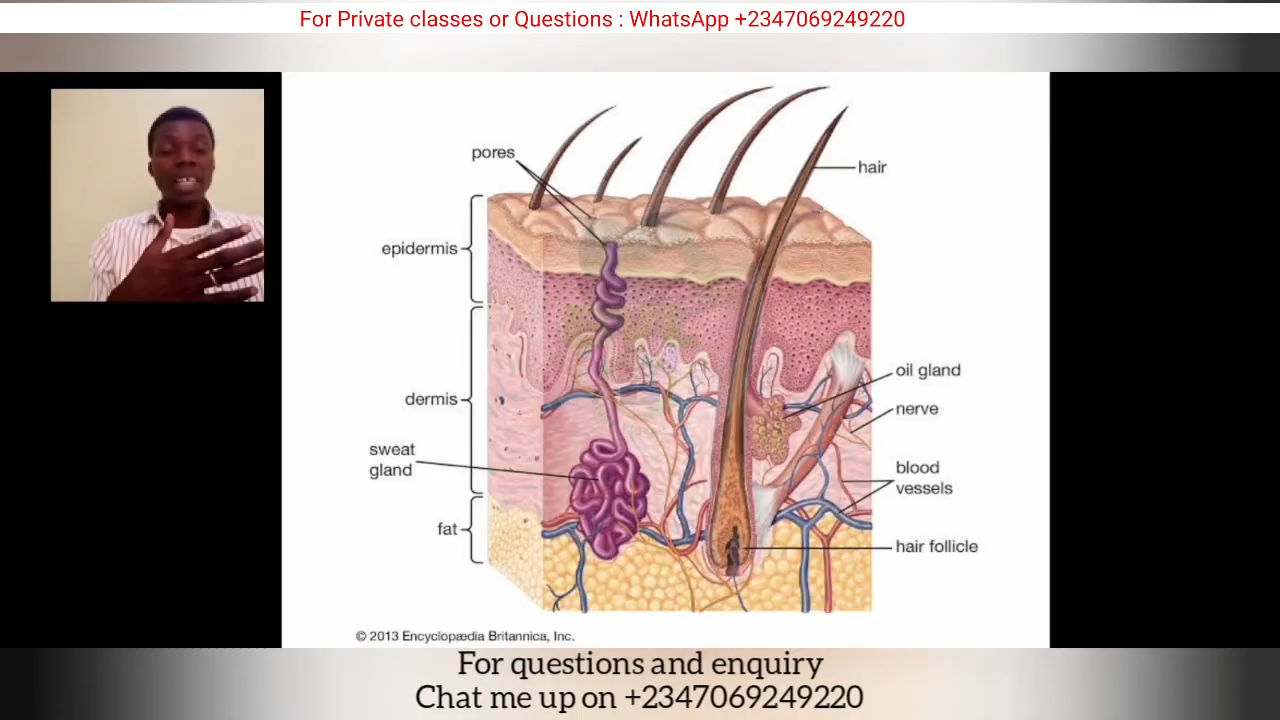 For Private classes or Questions : WhatsApp +2347069249220
pores
hair
epidermis
oil gland
dermis
nerve
sweat
gland
blood
vessels
fat
hair follicle
© 2013 Encyclopædia Britannica, Inc.
For questions and enquiry
Chat me up on +2347069249220